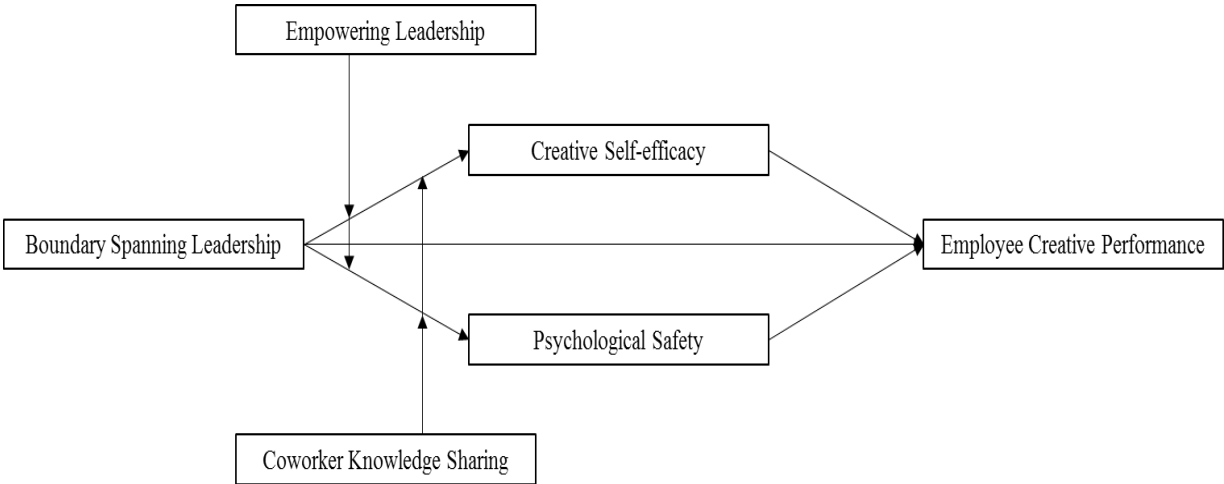 Empowering Leadership
Creative Self-efficacy
Boundary Spanning Leadership
Employee Creative Performance
Psychological Safety
Coworker Knowledge Sharing